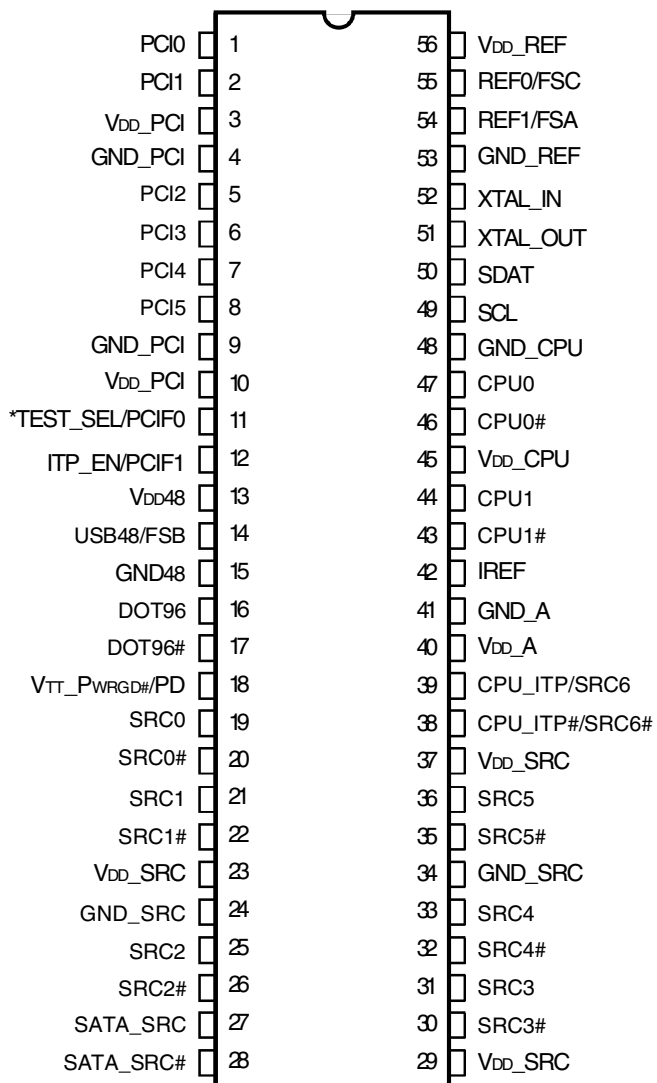 PCI0 1 56 VDD_REF
PCI1 2 55 REF0/FSC
VDD_PCI 3 54 REF1/FSA
GND_PCI 4 53 GND_REF
PCI2 5 52 XTAL_IN
PCI3 6 51 XTAL_OUT
PCI4 7 50 SDAT
PCI5 8 49 SCL
GND_PCI 9 48 GND_CPU
VDD_PCI 10 47 CPU0
*TEST_SEL/PCIF0 11 46 CPU0#
ITP_EN/PCIF1 12 45 VDD_CPU
VDD48 13 44 CPU1
USB48/FSB 14 43 CPU1#
GND48 15 42 IREF
DOT96 16 41 GND_A
DOT96# 17 40 VDD_A
VTT_PWRGD#/PD 18 39 CPU_ITP/SRC6
SRC0 19 38 CPU_ITP#/SRC6#
SRC0# 20 37 VDD_SRC
SRC1 21 36 SRC5
SRC1# 22 35 SRC5#
VDD_SRC 23 34 GND_SRC
GND_SRC 24 33 SRC4
SRC2 25 32 SRC4#
SRC2# 26 31 SRC3
SATA_SRC 27 30 SRC3#
SATA_SRC# 28 29 VDD_SRC